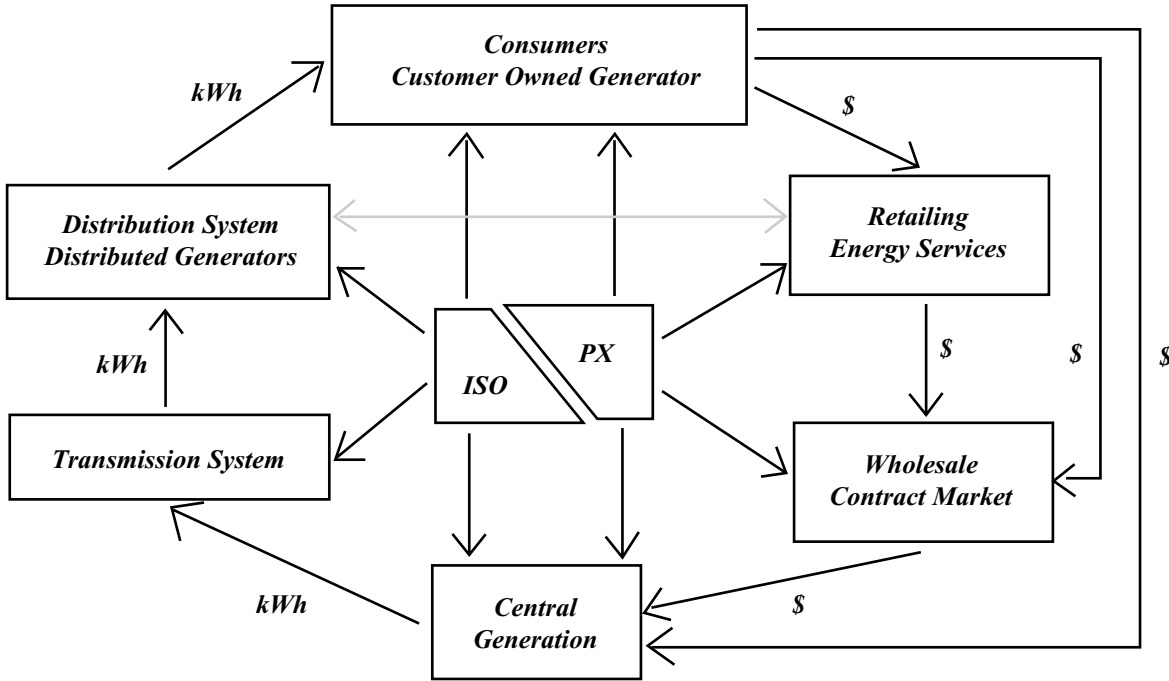 Consumers
Customer Owned Generator
kWh
$
Distribution System
Distributed Generators
Retailing
Energy Services
ISO
PX
kWh
$
$
$
Transmission System
Wholesale
Contract Market
kWh
Central
Generation
$